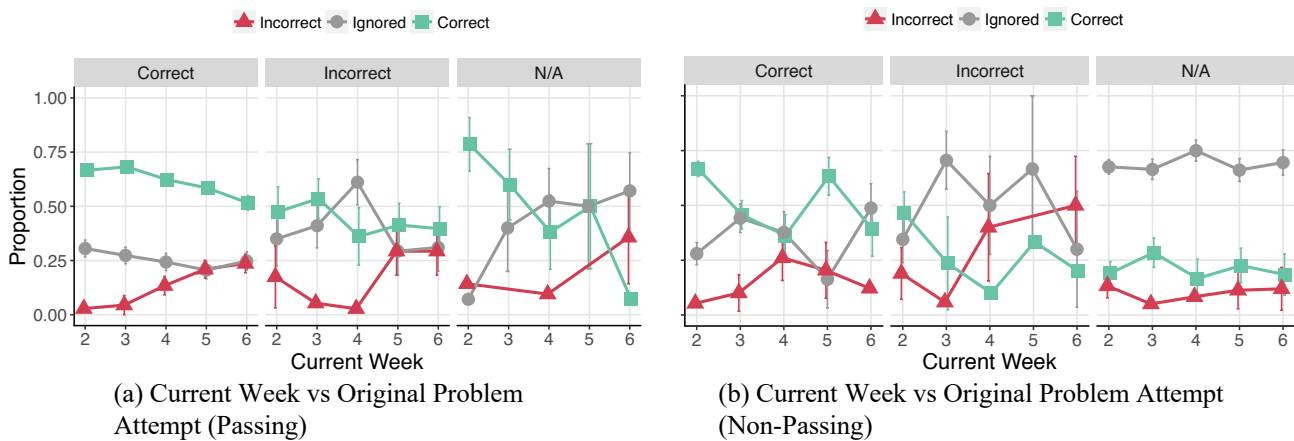 Incorrect Ignored Correct
Correct Incorrect N/A
1.00
0.75
0.50
0.25
0.00
Proportion
2 3 4 5 6 2 3 4 5 6 2 3 4 5 6
Current Week
(a) Current Week vs Original Problem
Attempt (Passing)
Incorrect Ignored Correct
Correct Incorrect N/A
2 3 4 5 6 2 3 4 5 6 2 3 4 5 6
Current Week
(b) Current Week vs Original Problem Attempt
(Non-Passing)